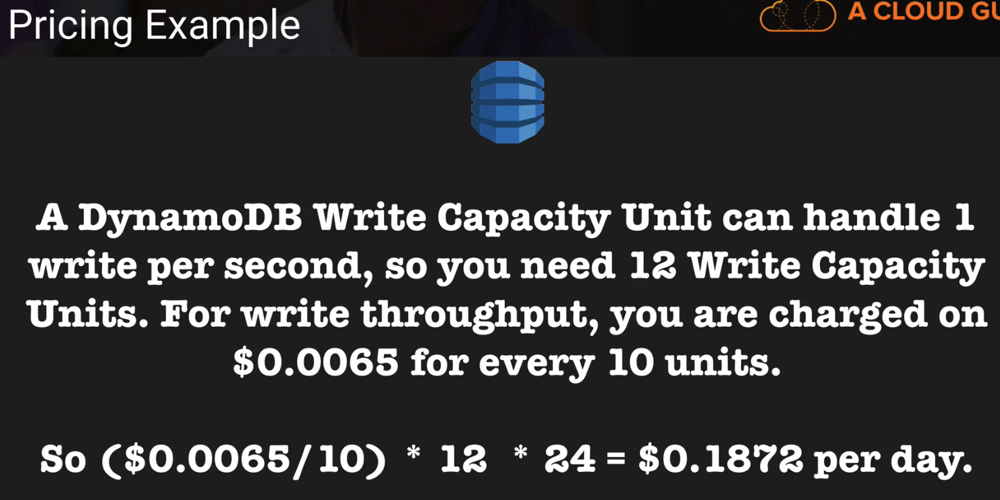 Pricing Example
A CLOUD GU
A DynamoDB Write Capacity Unit can handle 1
write per second, so you need 12 Write Capacity
Units. For write throughput, you are charged on
$0.0065 for every 10 units.
So ($0.0065/10) * 12 * 24 = $0.1872 per day.